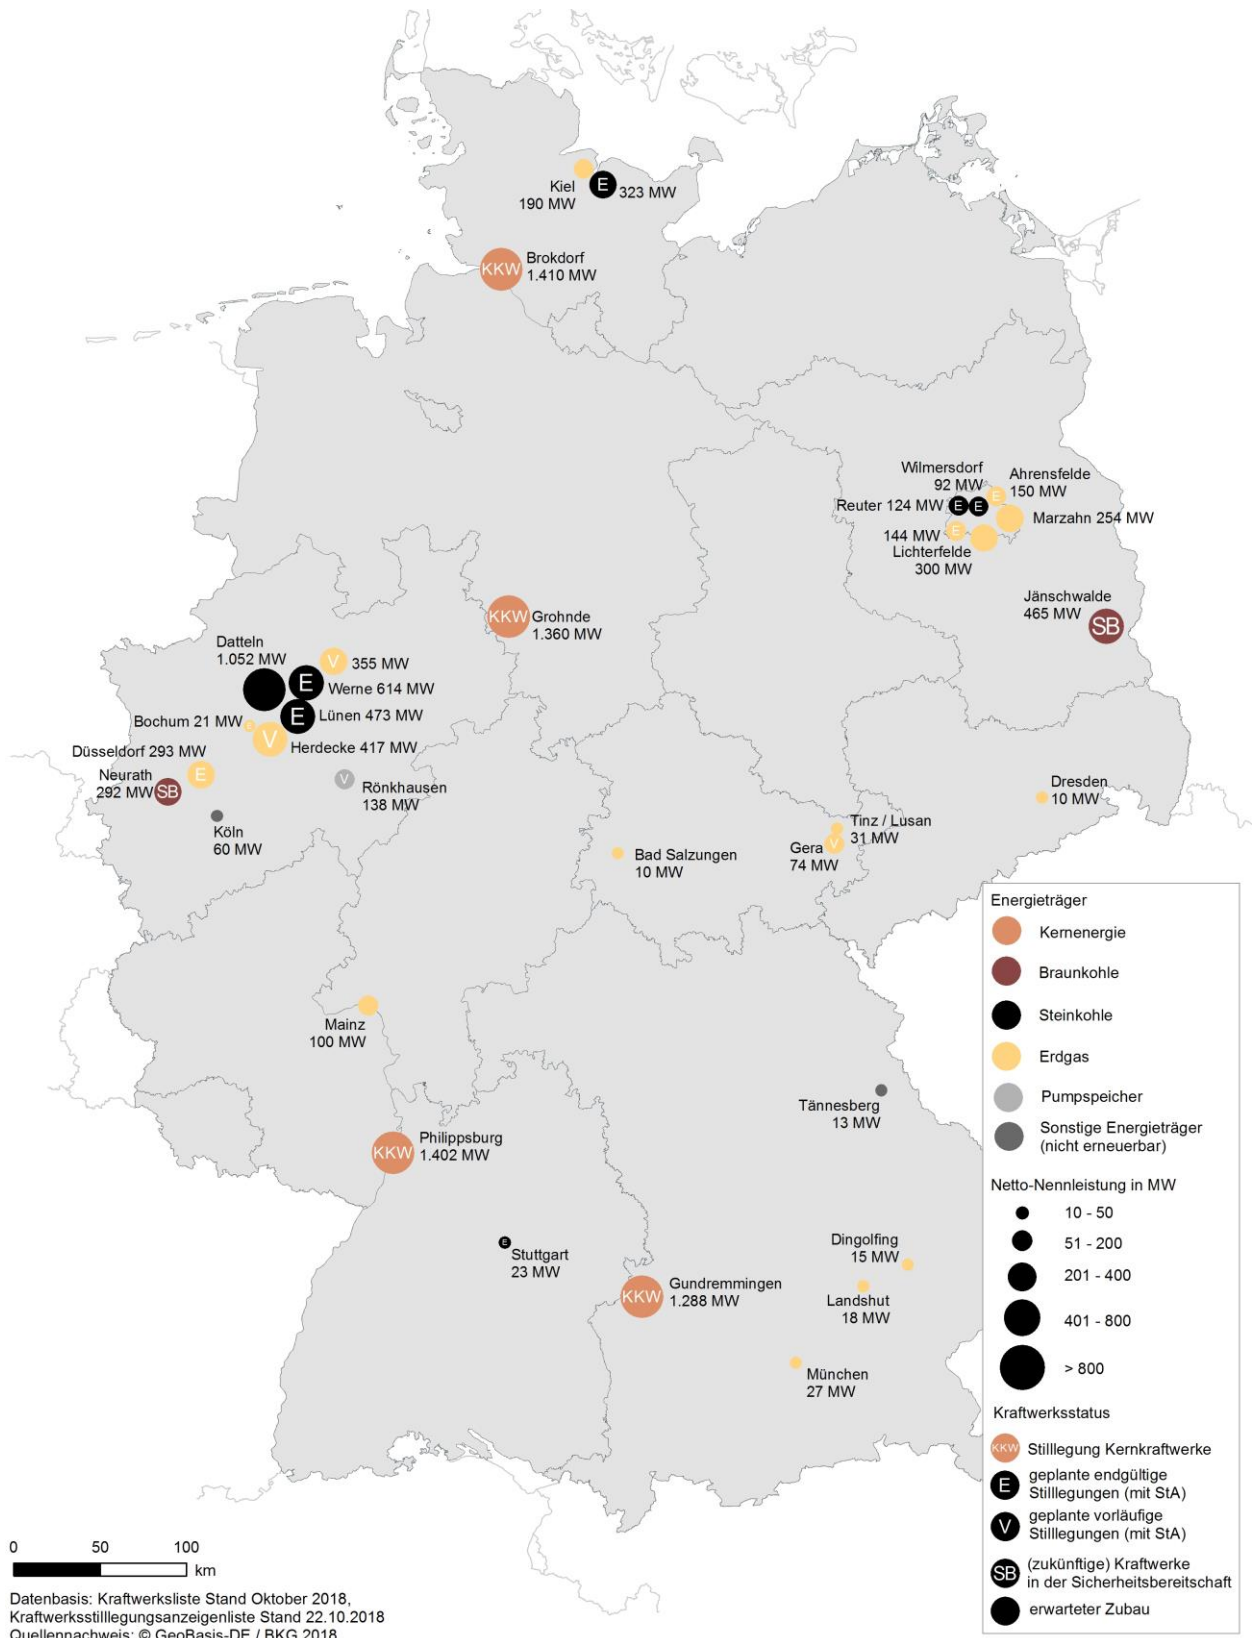 Kiel
190 MW
E
323 MW
KKW
Brokdorf
1.410 MW
Wilmersdorf
92 MW
Ahrensfelde
150 MW
E
Reuter 124 MW
E
E
Marzahn 254 MW
144 MW
E
Lichterfelde
300 MW
Jänschwalde
465 MW
SB
KKW
Grohnde
1.360 MW
Datteln
1.052 MW
V
355 MW
E
Werne 614 MW
E
Lünen 473 MW
Bochum 21 MW
E
V
Herdecke 417 MW
Düsseldorf 293 MW
E
Neurath
292 MW
SB
V
Rönkhausen
138 MW
Köln
60 MW
Dresden
10 MW
Tinz / Lusan
31 MW
Gera
74 MW
V
Bad Salzungen
10 MW
Mainz
100 MW
Tännesberg
13 MW
KKW
Philippsburg
1.402 MW
E
Stuttgart
23 MW
Dingolfing
15 MW
KKW
Gundremmingen
1.288 MW
Landshut
18 MW
München
27 MW
Energieträger
Kernenergie
Braunkohle
Steinkohle
Erdgas
Pumpspeicher
Sonstige Energieträger
(nicht erneuerbar)
Netto-Nennleistung in MW
10 - 50
51 - 200
201 - 400
401 - 800
> 800
Kraftwerksstatus
KKW Stilllegung Kernkraftwerke
E geplante endgültige
Stilllegungen (mit StA)
V geplante vorläufige
Stilllegungen (mit StA)
SB (zukünftige) Kraftwerke
in der Sicherheitsbereitschaft
erwarteter Zubau
0 50 100
km
Datenbasis: Kraftwerksliste Stand Oktober 2018,
Kraftwerksstilllegungsanzeigenliste Stand 22.10.2018
Quellennachweis: © GeoBasis-DE / BKG 2018